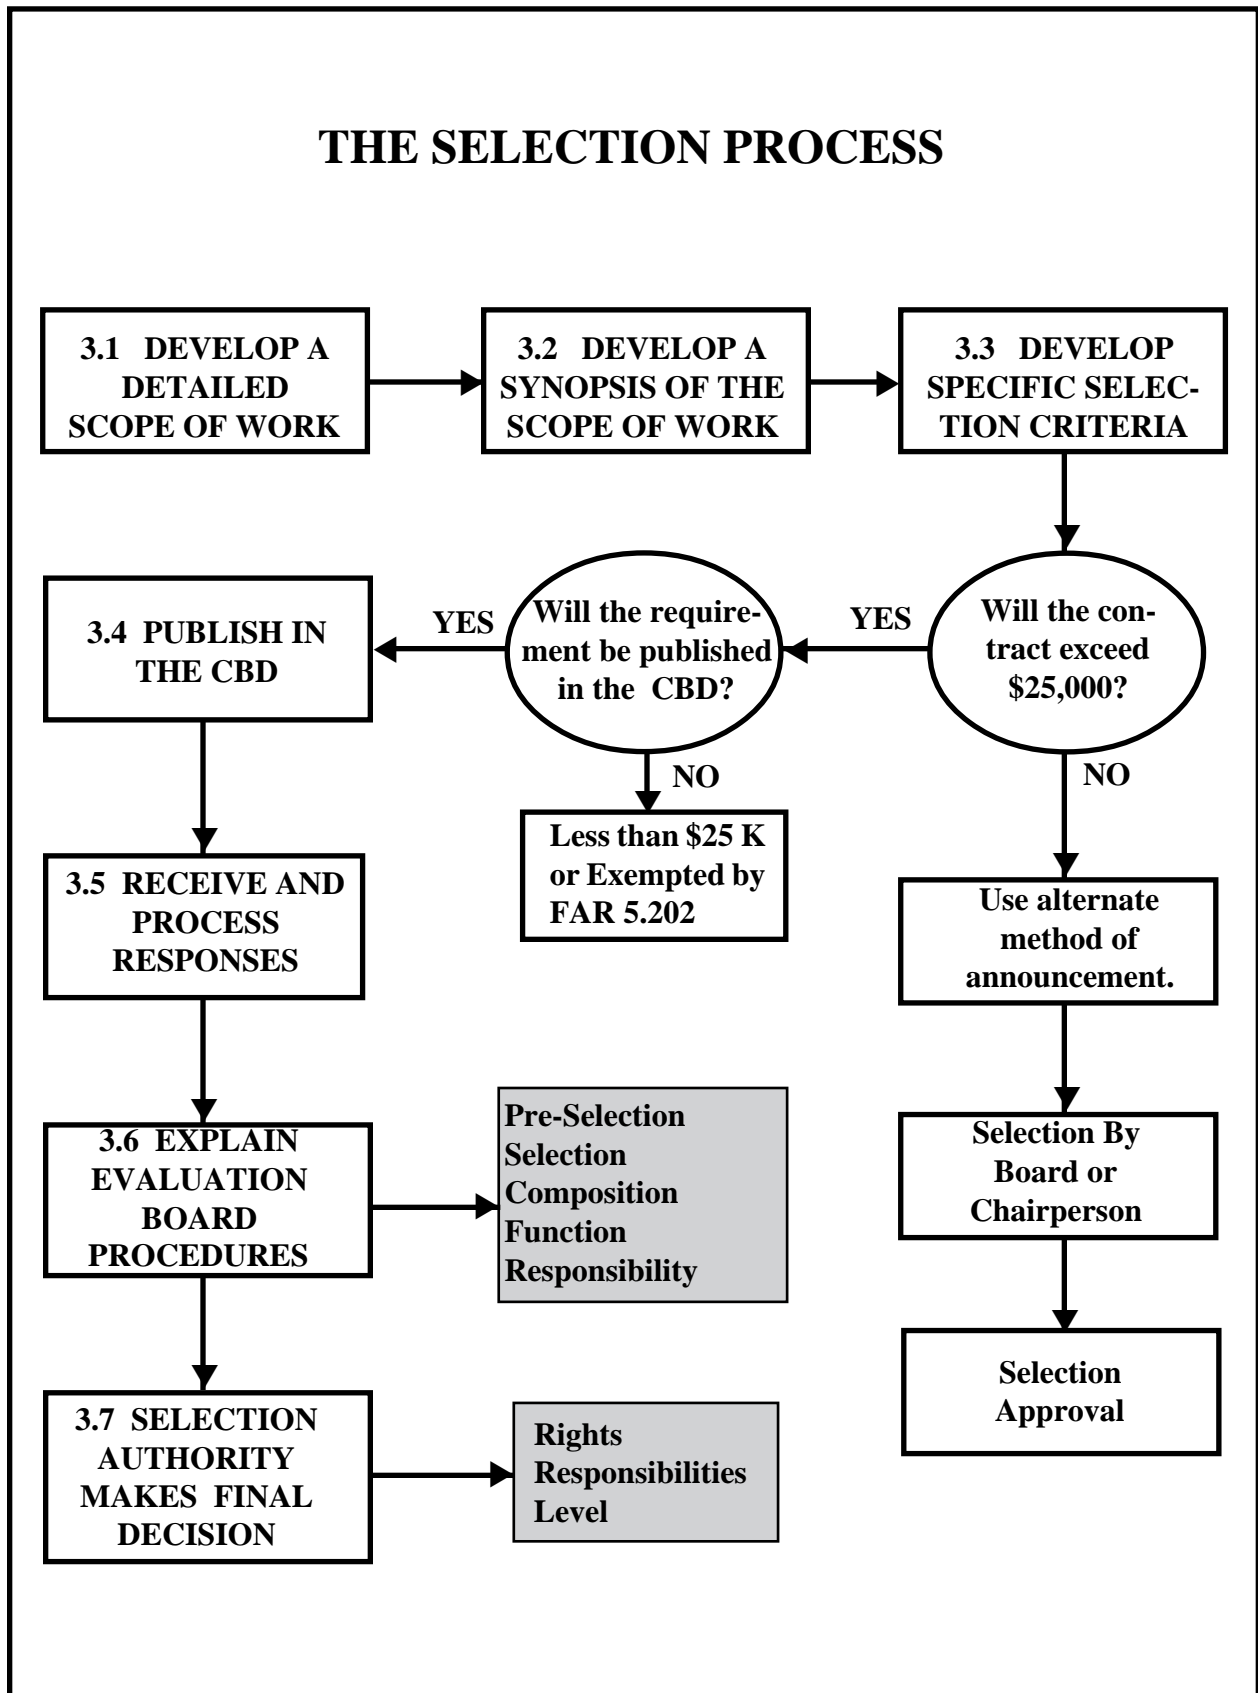 THE SELECTION PROCESS
3.1 DEVELOP A
DETAILED
SCOPE OF WORK
3.2 DEVELOP A
SYNOPSIS OF THE
SCOPE OF WORK
3.3 DEVELOP
SPECIFIC SELEC-
TION CRITERIA
Will the con-
tract exceed
$25,000?
YES
Will the require-
ment be published
in the CBD?
YES
3.4 PUBLISH IN
THE CBD
NO
Less than $25 K
or Exempted by
FAR 5.202
NO
Use alternate
method of
announcement.
Selection By
Board or
Chairperson
Selection
Approval
3.5 RECEIVE AND
PROCESS
RESPONSES
3.6 EXPLAIN
EVALUATION
BOARD
PROCEDURES
Pre-Selection
Selection
Composition
Function
Responsibility
3.7 SELECTION
AUTHORITY
MAKES FINAL
DECISION
Rights
Responsibilities
Level